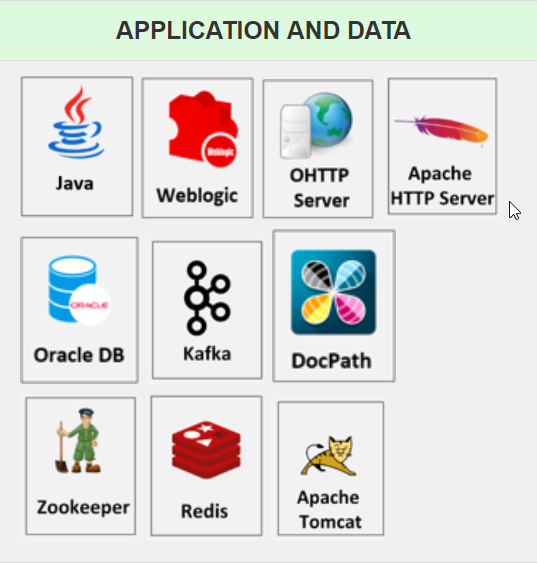 APPLICATION AND DATA
Java
Weblogic
Weblogic
OHTTP
Server
Apache
HTTP Server
ORACLE
Oracle DB
Kafka
DocPath
Zookeeper
Redis
Apache
Tomcat